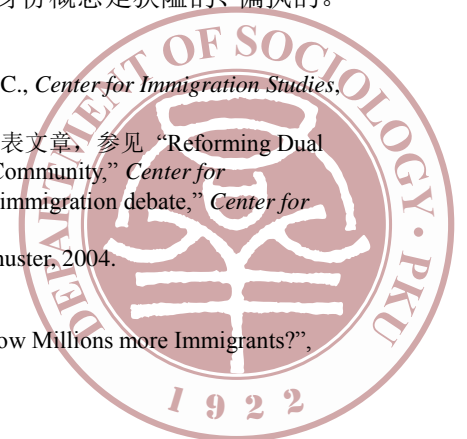 身份概念是狭隘的、偏执的。
C., Center for Immigration Studies,
表文章，参见 “Reforming Dual
Community,” Center for
immigration debate,” Center for
huster, 2004.
ow Millions more Immigrants?”,
DEPARTMENT OF SOCIOLOGY · PKU
1922